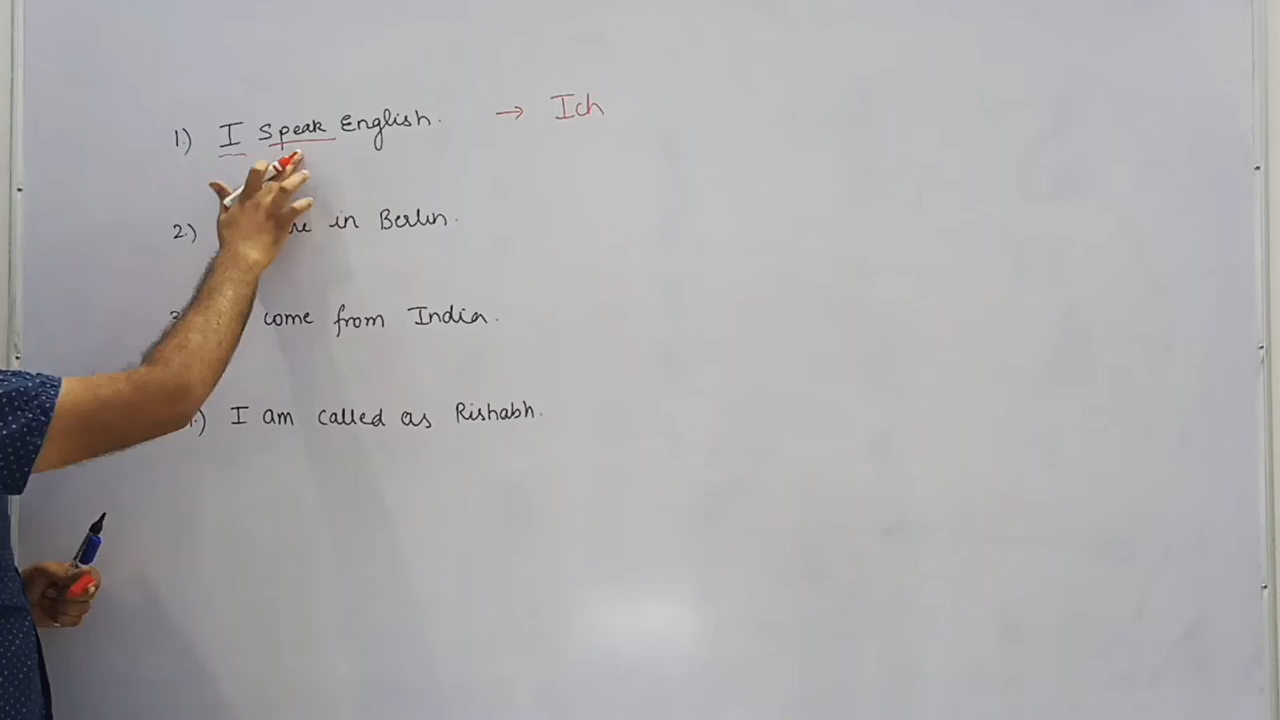 1.) I Speak English. → Ich
2.) in Berlin.
come from India.
) I am called as Rishabh.